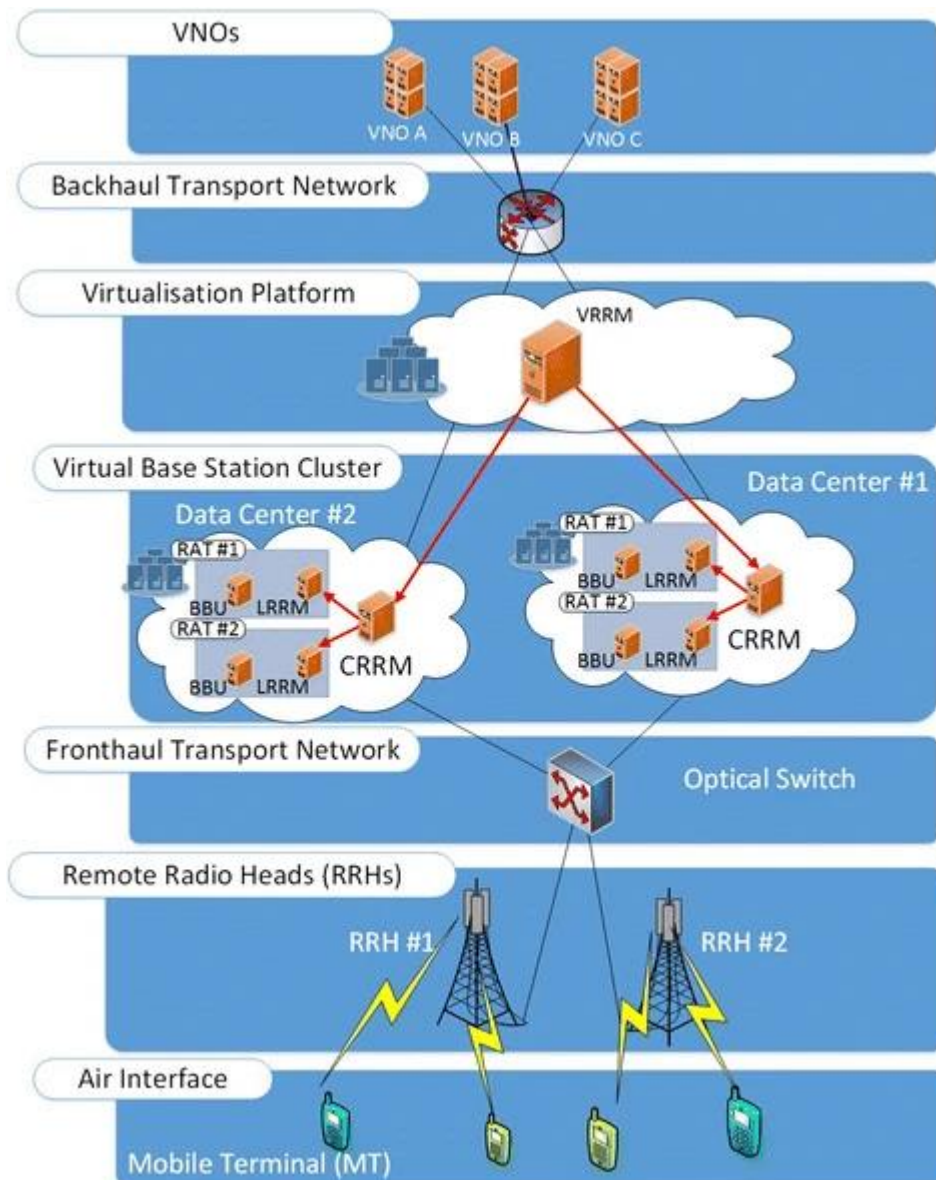 VNOs
VNO A
VNO B
VNO C
Backhaul Transport Network
Virtualisation Platform
VRRM
Virtual Base Station Cluster
Data Center #1
Data Center #2
RAT #1
BBU
LRRM
RAT #2
BBU
LRRM
CRRM
RAT #1
BBU
LRRM
RAT #2
BBU
LRRM
CRRM
Fronthaul Transport Network
Optical Switch
Remote Radio Heads (RRHs)
RRH #1
RRH #2
Air Interface
Mobile Terminal (MT)